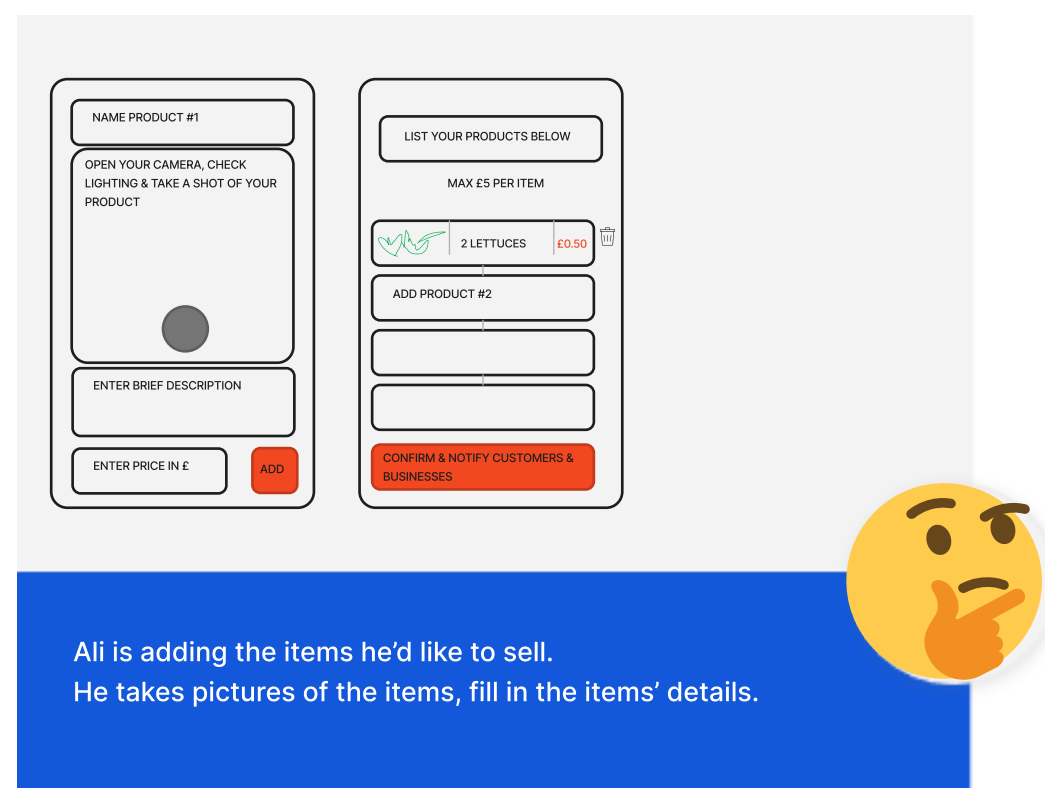 NAME PRODUCT #1
OPEN YOUR CAMERA, CHECK
LIGHTING & TAKE A SHOT OF YOUR
PRODUCT
ENTER BRIEF DESCRIPTION
ENTER PRICE IN £
ADD
LIST YOUR PRODUCTS BELOW
MAX £5 PER ITEM
2 LETTUCES
£0.50
ADD PRODUCT #2
CONFIRM & NOTIFY CUSTOMERS &
BUSINESSES
Ali is adding the items he’d like to sell.
He takes pictures of the items, fill in the items’ details.